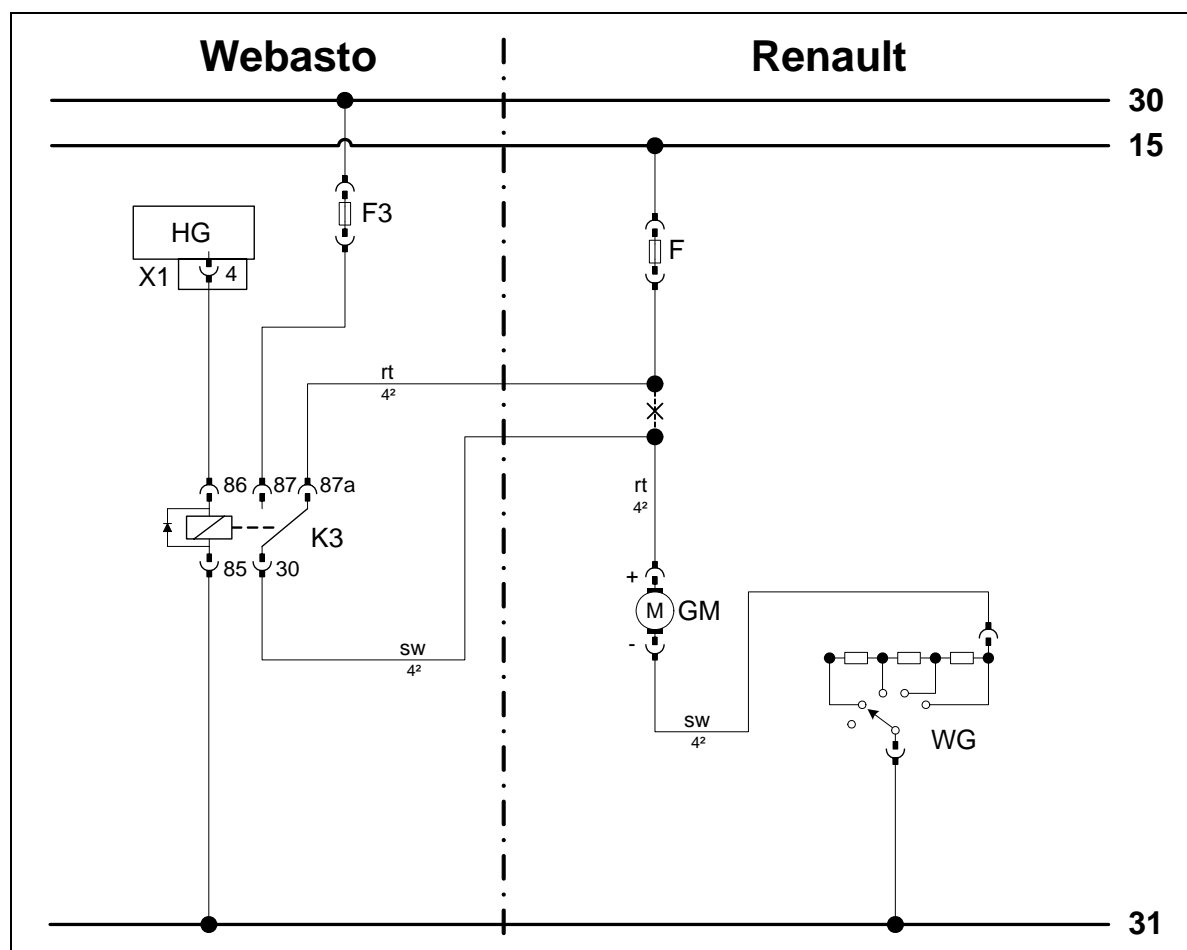 Webasto
Renault
30
15
F3
HG
F
X1
4
rt
4²
86
87
87a
rt
4²
K3
85
30
+
M
GM
-
sw
4²
sw
4²
WG
31